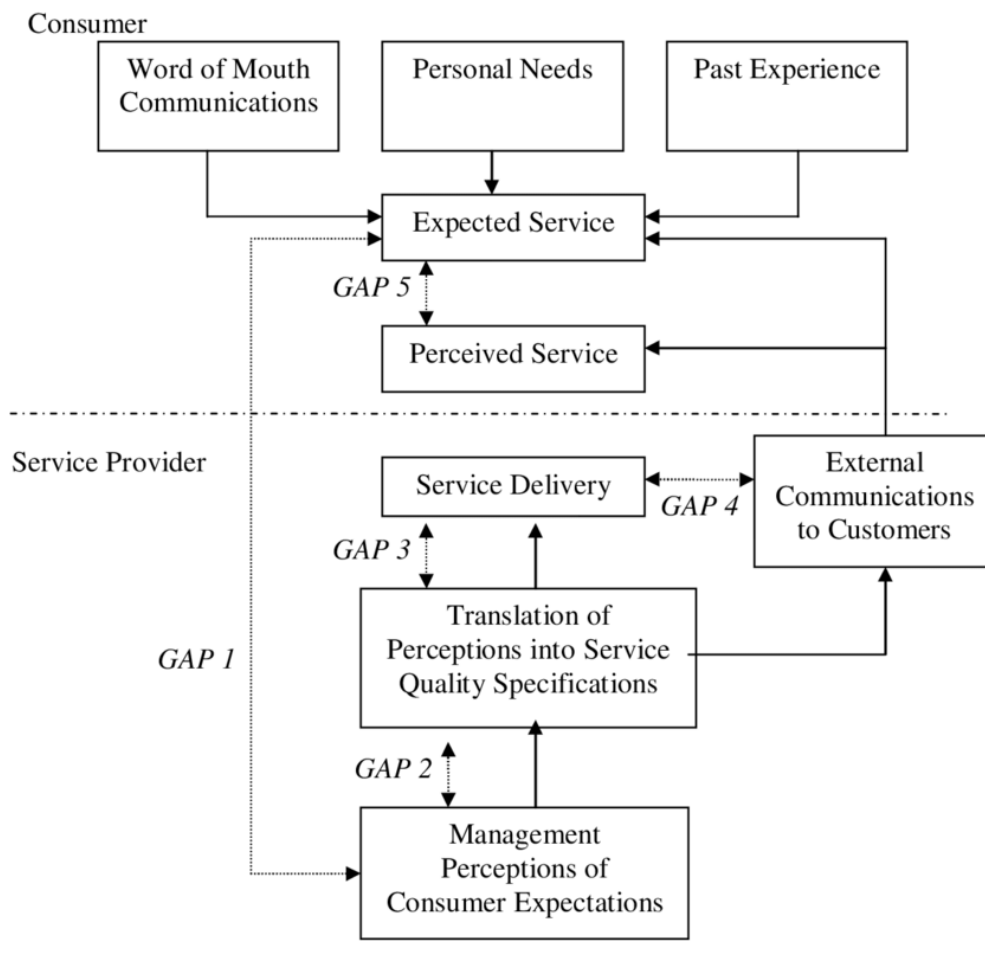 Consumer
Word of Mouth
Communications
Personal Needs
Past Experience
Expected Service
GAP 5
Perceived Service
Service Provider
Service Delivery
GAP 4
External
Communications
to Customers
GAP 3
Translation of
Perceptions into Service
Quality Specifications
GAP 1
GAP 2
Management
Perceptions of
Consumer Expectations